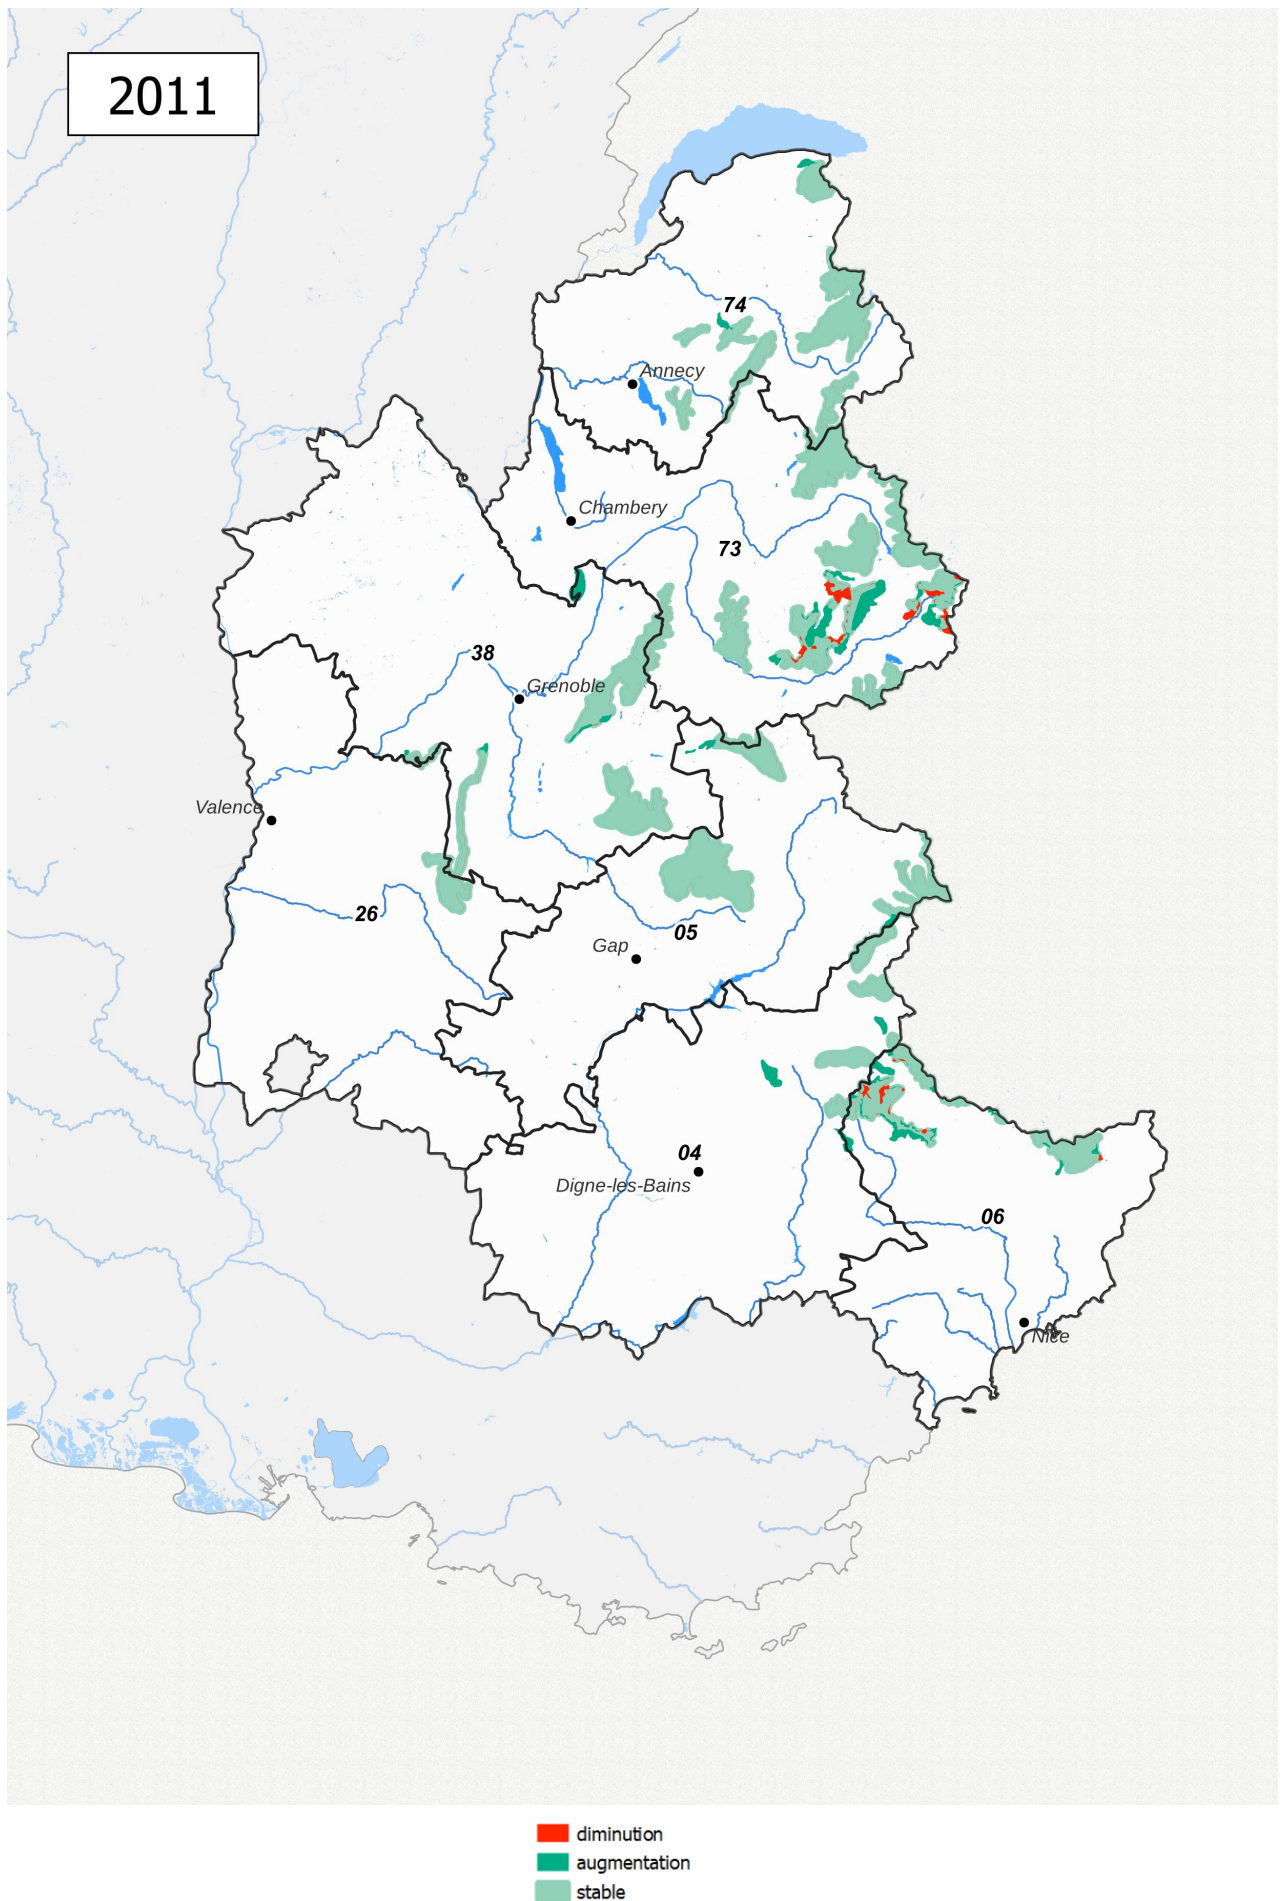 2011
74
Annecy
Chambery
73
38
Grenoble
Valence
26
05
Gap
04
Digne-les-Bains
06
Nice
diminution
augmentation
stable